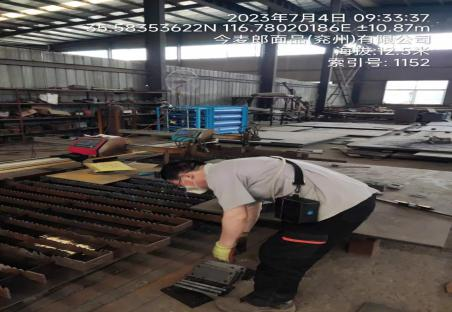 2023年7月4日 09:33:37
35.58353622N 116.78020186E ±10.87m
今麦郎面品(兖州)有限公司
海拔:12.5米
索引号: 1152